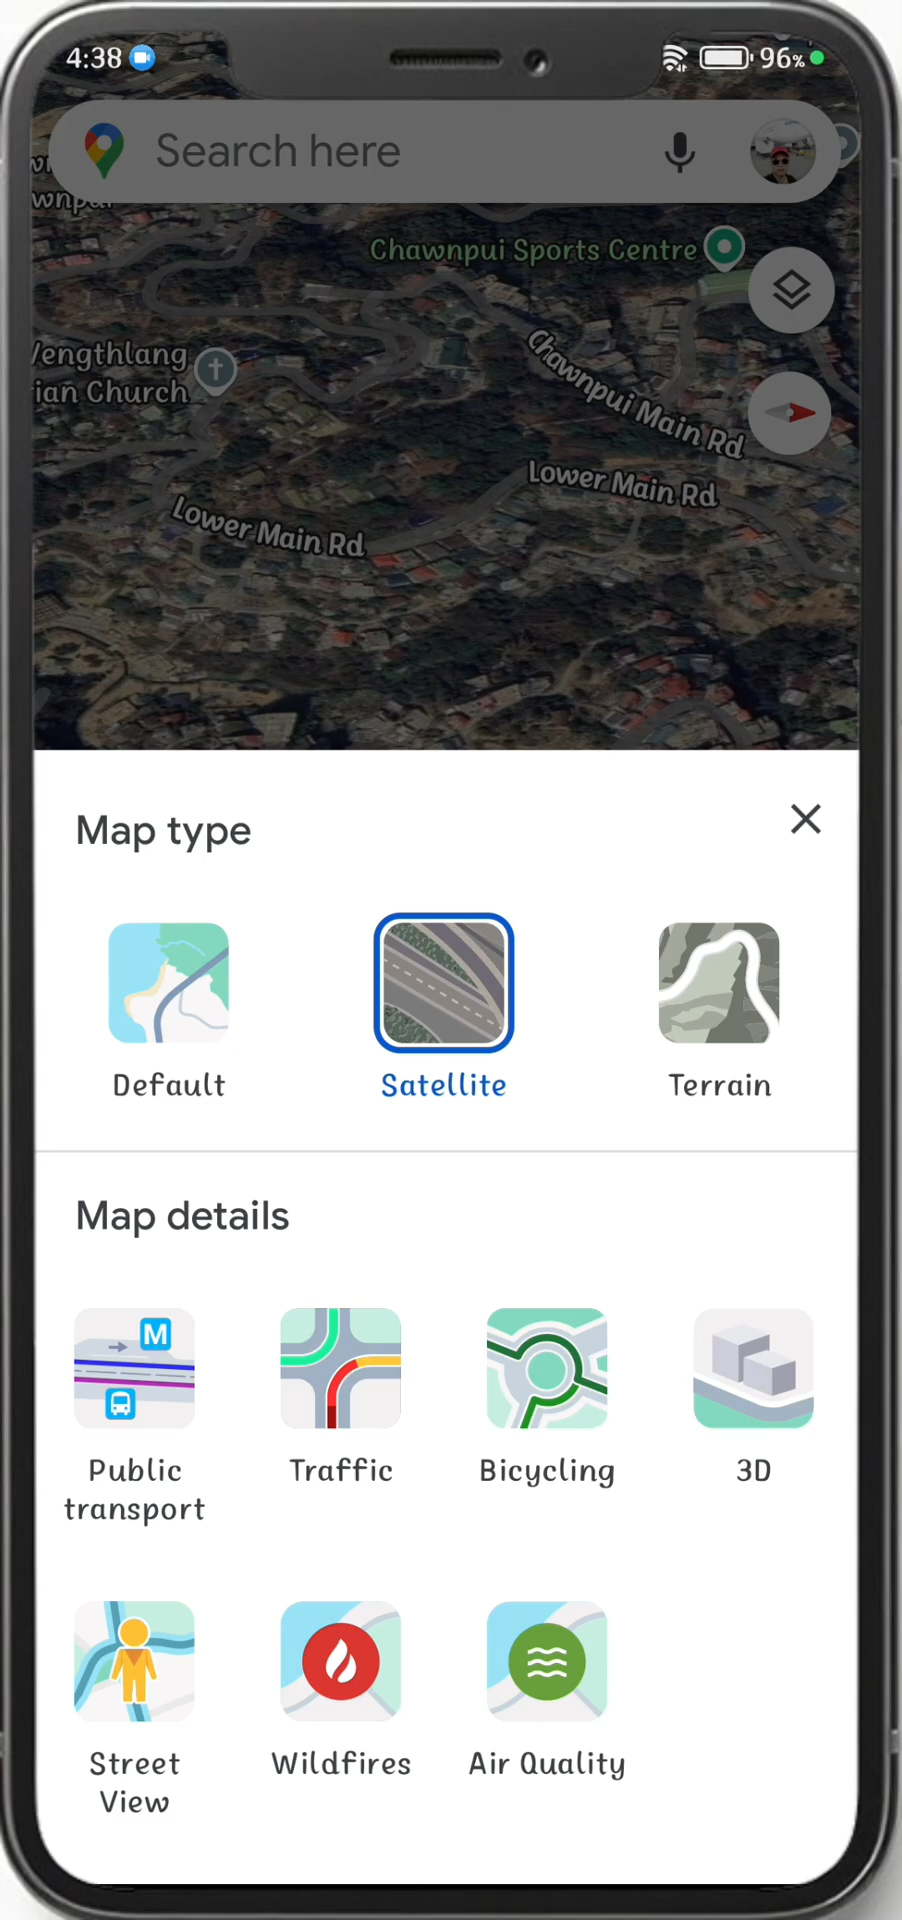 4:38
96%
Search here
Chawnpui Sports Centre
Vengthlang
ian Church
Chawnpui Main Rd
Lower Main Rd
Lower Main Rd
Map type
Default
Satellite
Terrain
Map details
M
Public
transport
Traffic
Bicycling
3D
Street
View
Wildfires
Air Quality